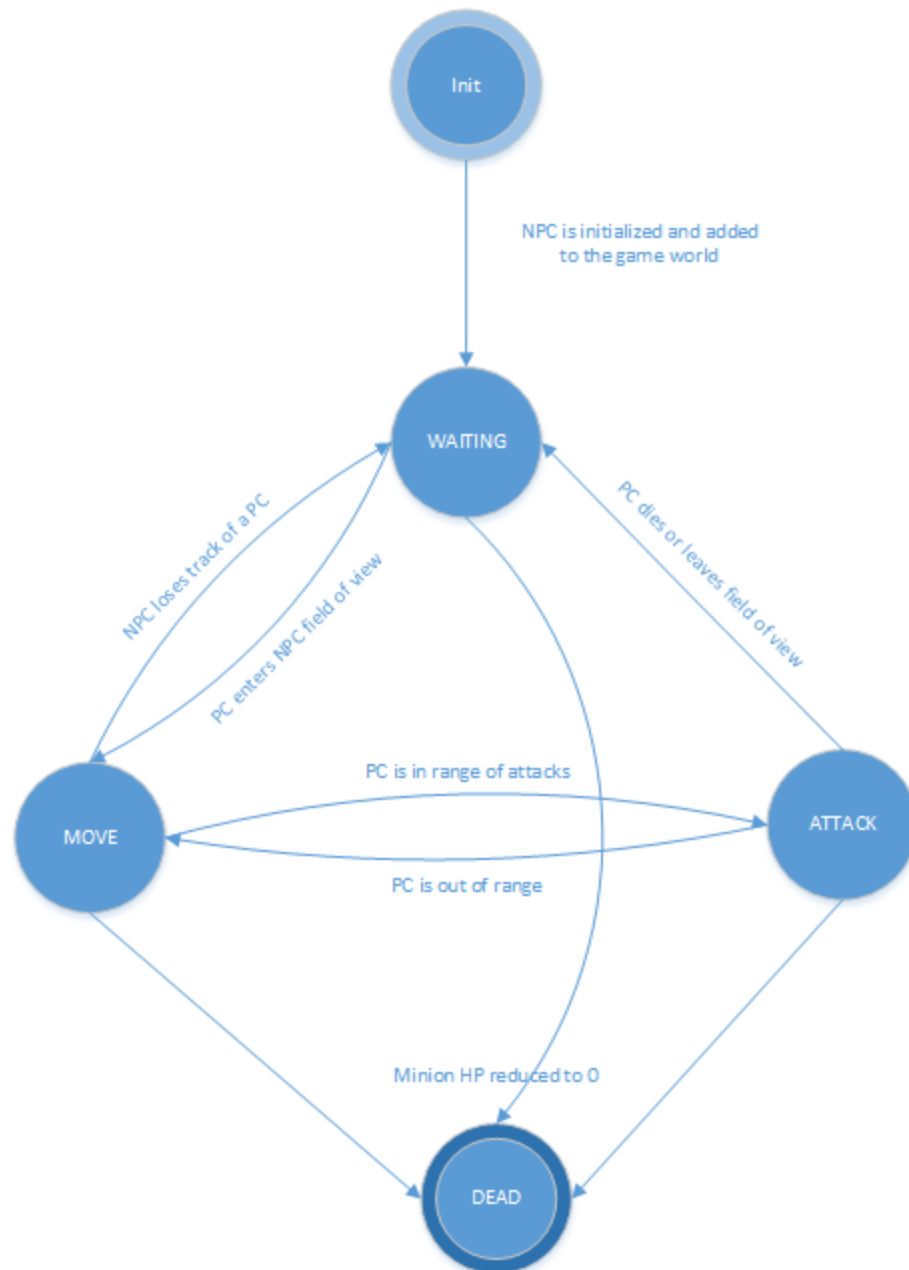 Init
NPC is initialized and added
to the game world
WAITING
NPC loses track of a PC
PC enters NPC field of view
PC dies or leaves field of view
PC is in range of attacks
MOVE
ATTACK
PC is out of range
Minion HP reduced to 0
DEAD